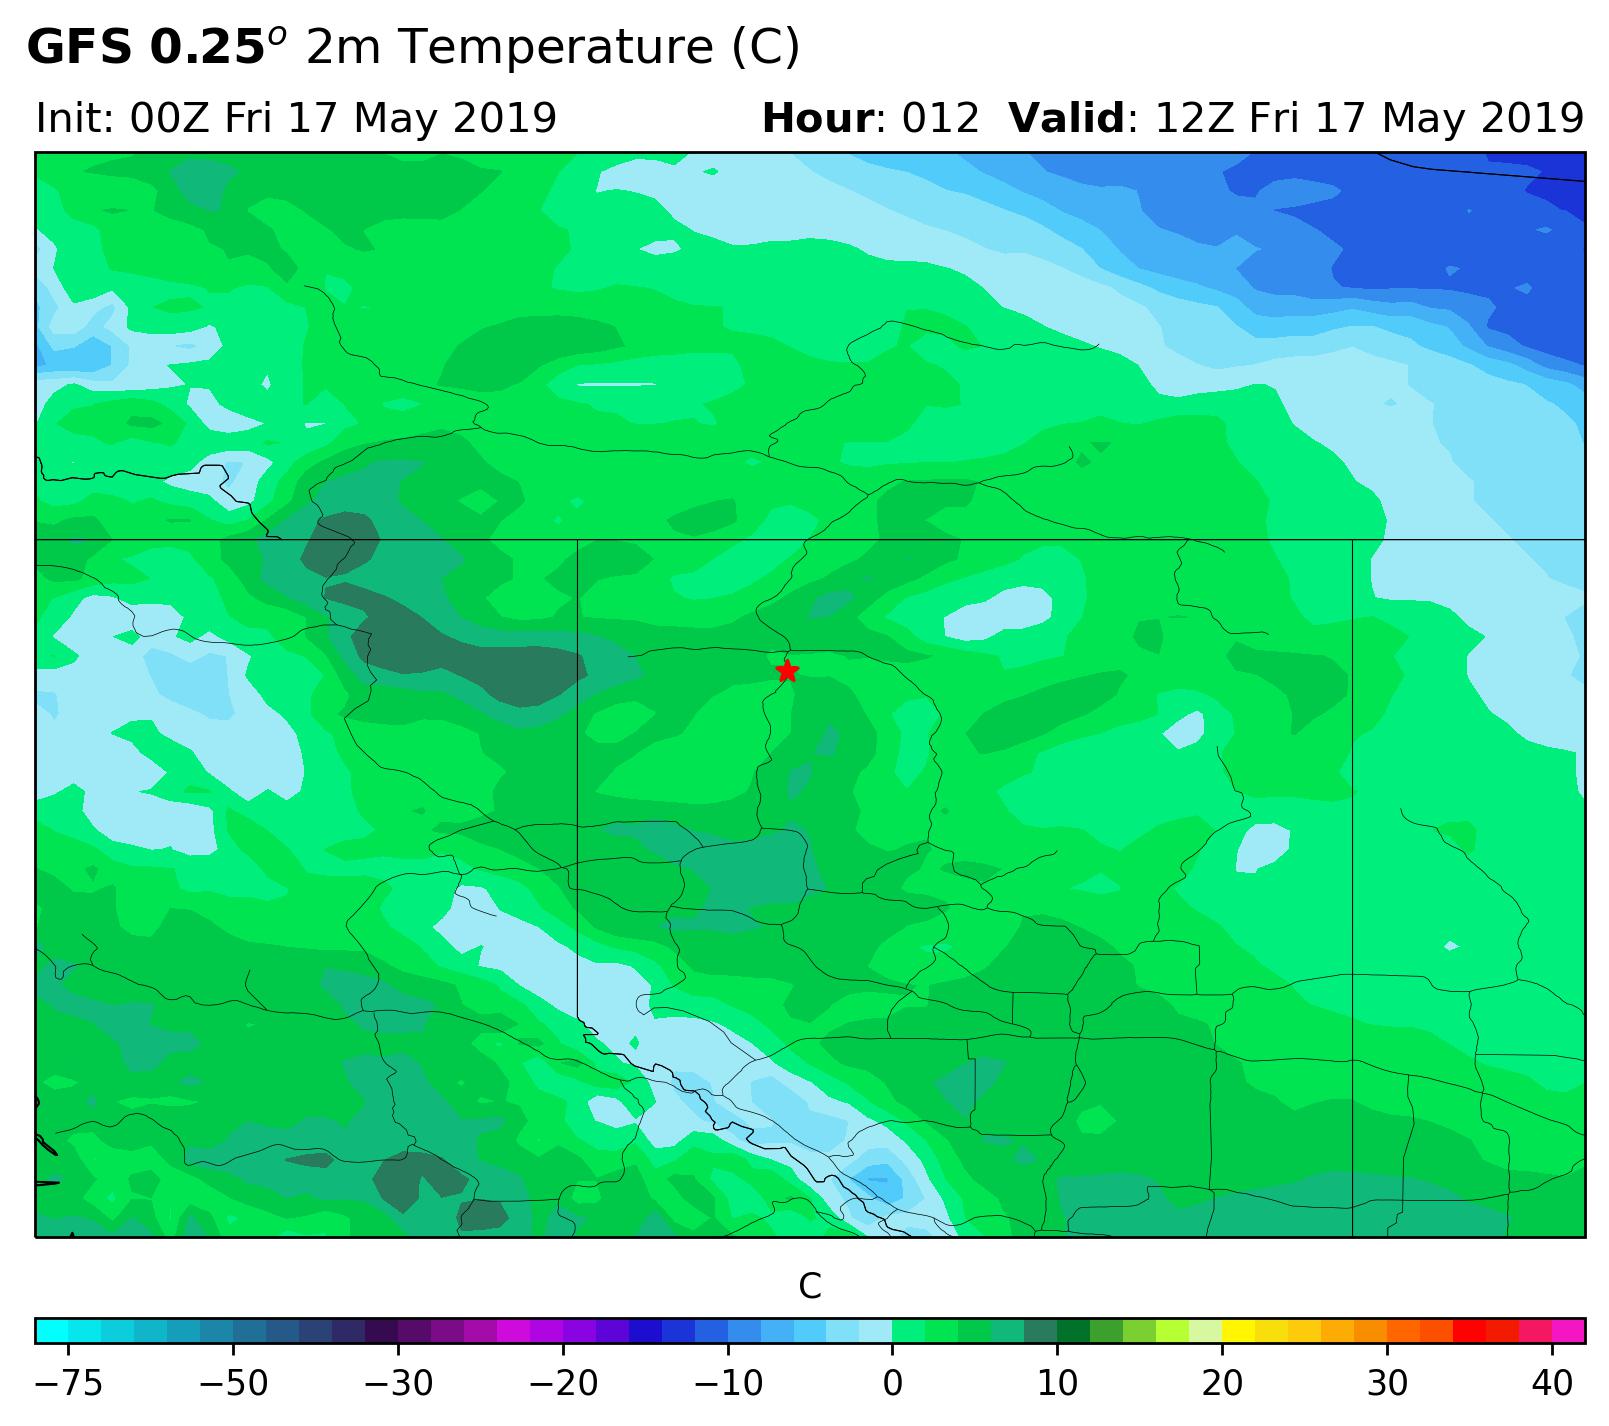 GFS 0.25° 2m Temperature (C)
Init: 00Z Fri 17 May 2019 Hour: 012 Valid: 12Z Fri 17 May 2019
C
−75 −50 −30 −20 −10 0 10 20 30 40